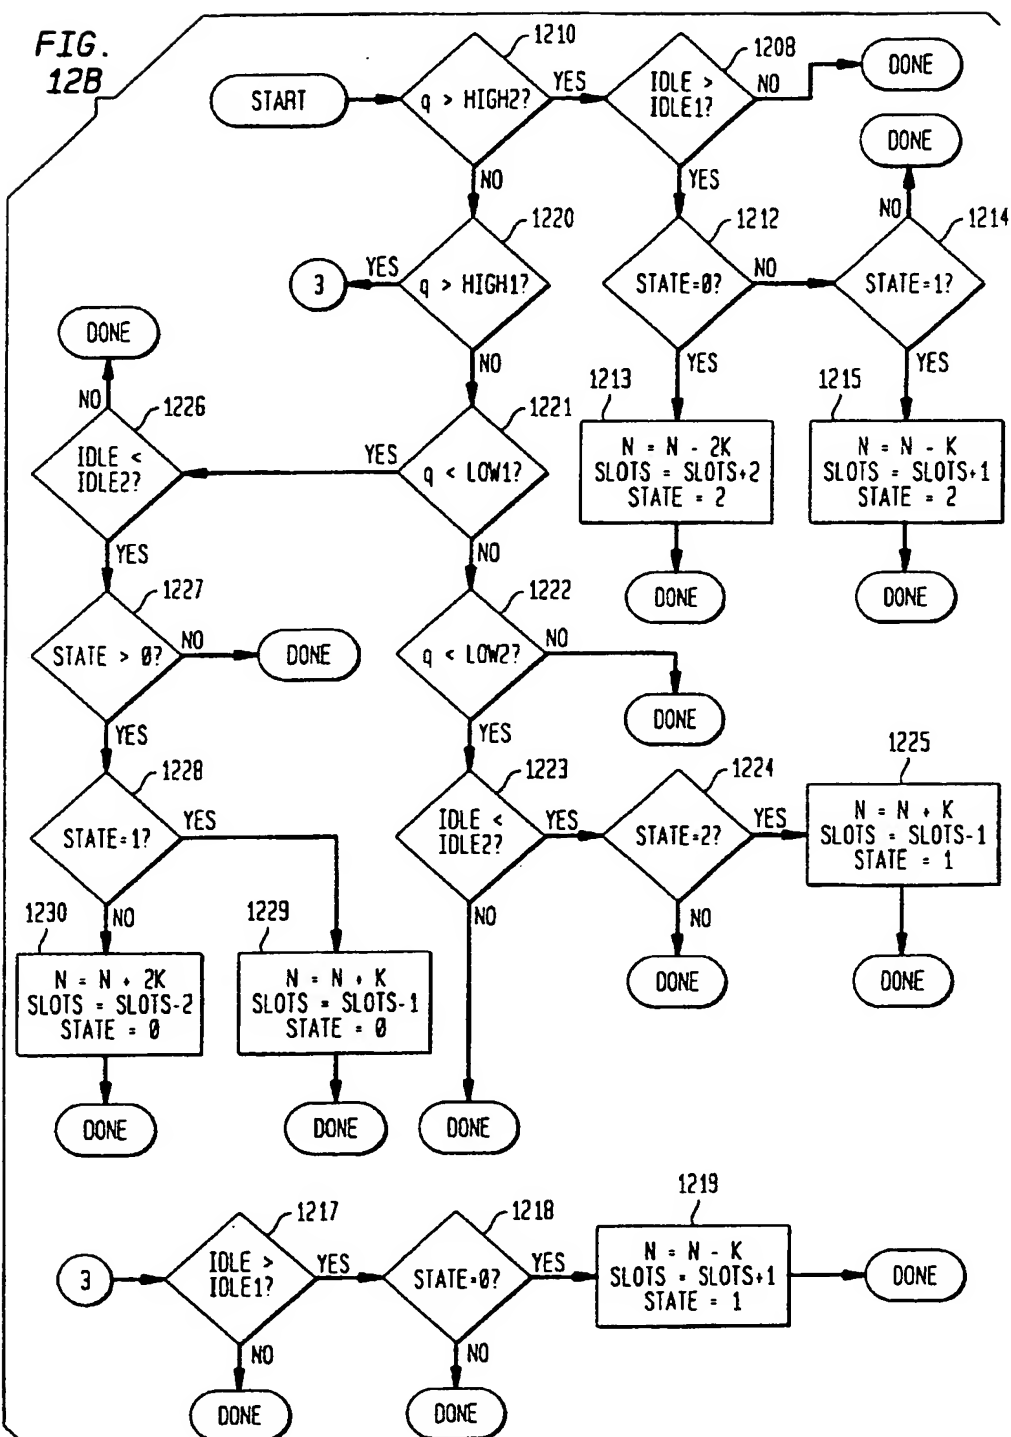 FIG.
12B
START
1210
q > HIGH2?
YES
NO
1208
IDLE >
IDLE1?
NO
YES
DONE
DONE
1220
q > HIGH1?
YES
NO
3
1212
STATE=0?
NO
YES
1214
STATE=1?
NO
YES
1213
N = N - 2K
SLOTS = SLOTS+2
STATE = 2
DONE
1215
N = N - K
SLOTS = SLOTS+1
STATE = 2
DONE
DONE
1226
IDLE <
IDLE2?
NO
YES
1221
q < LOW1?
YES
NO
1227
STATE > 0?
NO
YES
DONE
1222
q < LOW2?
NO
YES
DONE
1228
STATE=1?
YES
NO
1223
IDLE <
IDLE2?
YES
NO
1224
STATE=2?
YES
NO
1225
N = N + K
SLOTS = SLOTS-1
STATE = 1
DONE
DONE
1230
N = N + 2K
SLOTS = SLOTS-2
STATE = 0
DONE
1229
N = N + K
SLOTS = SLOTS-1
STATE = 0
DONE
DONE
3
1217
IDLE >
IDLE1?
YES
NO
DONE
1218
STATE=0?
YES
NO
DONE
1219
N = N - K
SLOTS = SLOTS+1
STATE = 1
DONE